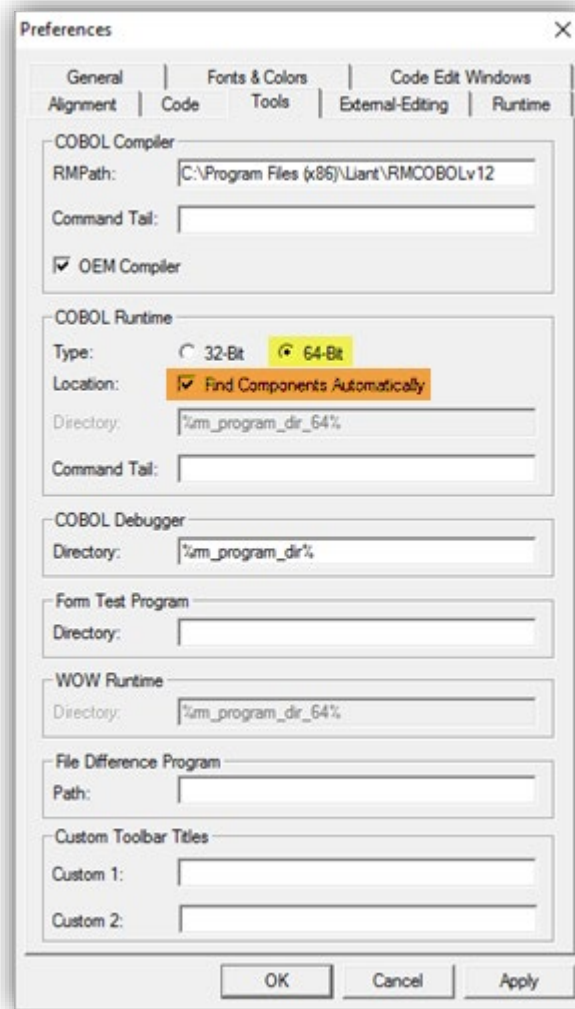 Preferences
General Fonts & Colors Code Edit Windows
Alignment Code Tools External-Editing Runtime
COBOL Compiler
RMPath: C:\Program Files (x86)\Liant\RMCOBOLv12
Command Tail:
OEM Compiler
COBOL Runtime
Type: 32-Bit 64-Bit
Location: Find Components Automatically
Directory: %rm_program_dir_64%
Command Tail:
COBOL Debugger
Directory: %rm_program_dir%
Form Test Program
Directory:
WOW Runtime
Directory: %rm_program_dir_64%
File Difference Program
Path:
Custom Toolbar Titles
Custom 1:
Custom 2:
OK Cancel Apply